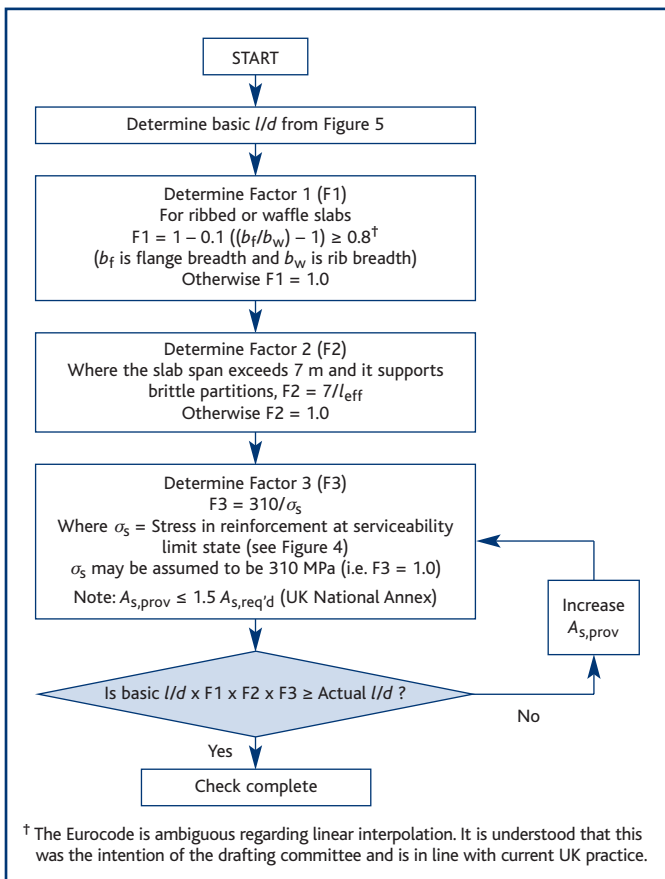 START
Determine basic l/d from Figure 5
Determine Factor 1 (F1)
For ribbed or waffle slabs
F1 = 1 – 0.1 ((bf/bw) – 1) ≥ 0.8†
(bf is flange breadth and bw is rib breadth)
Otherwise F1 = 1.0
Determine Factor 2 (F2)
Where the slab span exceeds 7 m and it supports
brittle partitions, F2 = 7/leff
Otherwise F2 = 1.0
Determine Factor 3 (F3)
F3 = 310/σs
Where σs = Stress in reinforcement at serviceability
limit state (see Figure 4)
σs may be assumed to be 310 MPa (i.e. F3 = 1.0)
Note: As,prov ≤ 1.5 As,req'd (UK National Annex)
Increase
As,prov
Is basic l/d x F1 x F2 x F3 ≥ Actual l/d ?
No
Yes
Check complete
† The Eurocode is ambiguous regarding linear interpolation. It is understood that this
was the intention of the drafting committee and is in line with current UK practice.